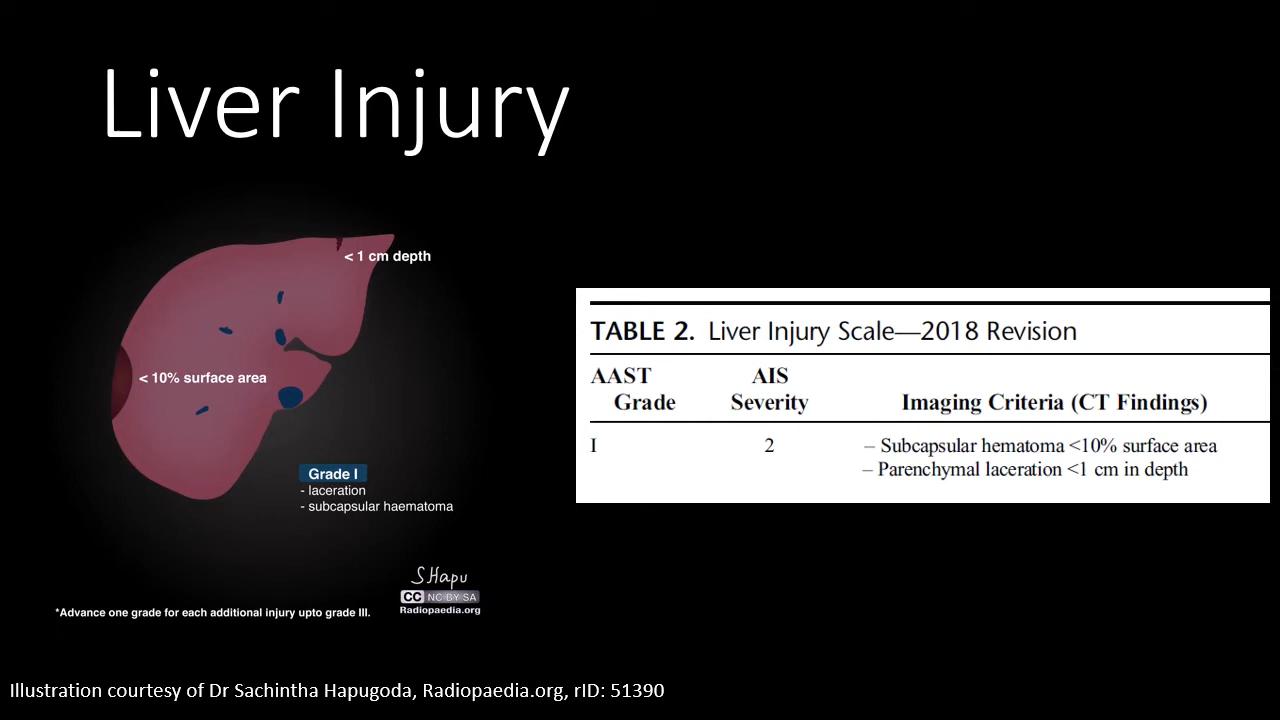 Liver Injury
< 1 cm depth
< 10% surface area
Grade I
- laceration
- subcapsular haematoma
S Hapu
CC NC BY SA
Radiopaedia.org
*Advance one grade for each additional injury upto grade III.
TABLE 2. Liver Injury Scale—2018 Revision
AAST AIS
Grade Severity Imaging Criteria (CT Findings)
I 2 – Subcapsular hematoma <10% surface area
– Parenchymal laceration <1 cm in depth
Illustration courtesy of Dr Sachintha Hapugoda, Radiopaedia.org, rID: 51390